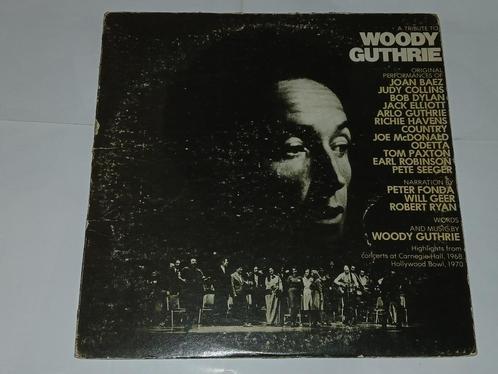 A TRIBUTE TO
WOODY
GUTHRIE
ORIGINAL
PERFORMANCES OF
JOAN BAEZ
JUDY COLLINS
BOB DYLAN
JACK ELLIOTT
ARLO GUTHRIE
RICHIE HAVENS
COUNTRY
JOE McDONALD
ODETTA
TOM PAXTON
EARL ROBINSON
PETE SEEGER
NARRATION BY
PETER FONDA
WILL GEER
ROBERT RYAN
WORDS
AND MUSIC BY
WOODY GUTHRIE
Highlights from
concerts at Carnegie Hall, 1968
Hollywood Bowl, 1970